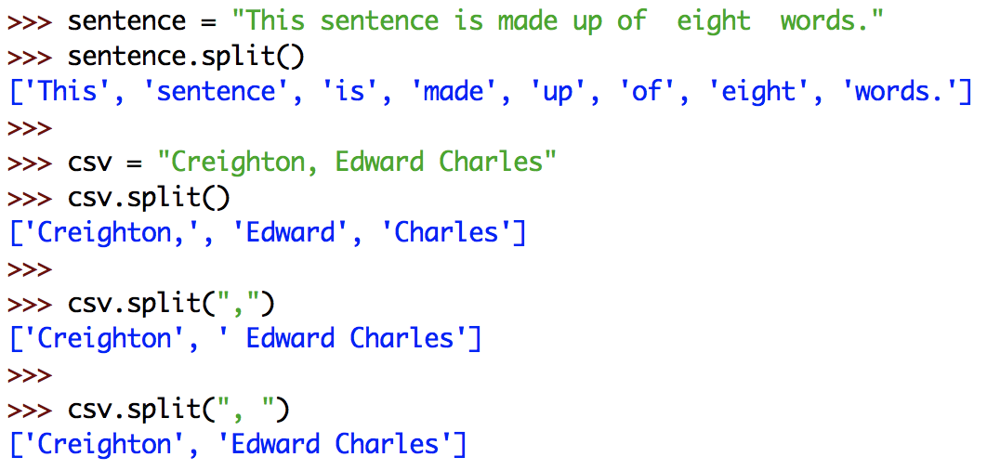 >>> sentence = "This sentence is made up of  eight  words."
>>> sentence.split()
['This', 'sentence', 'is', 'made', 'up', 'of', 'eight', 'words.']
>>>
>>> csv = "Creighton, Edward Charles"
>>> csv.split()
['Creighton,', 'Edward', 'Charles']
>>>
>>> csv.split(",")
['Creighton', ' Edward Charles']
>>>
>>> csv.split(", ")
['Creighton', 'Edward Charles']